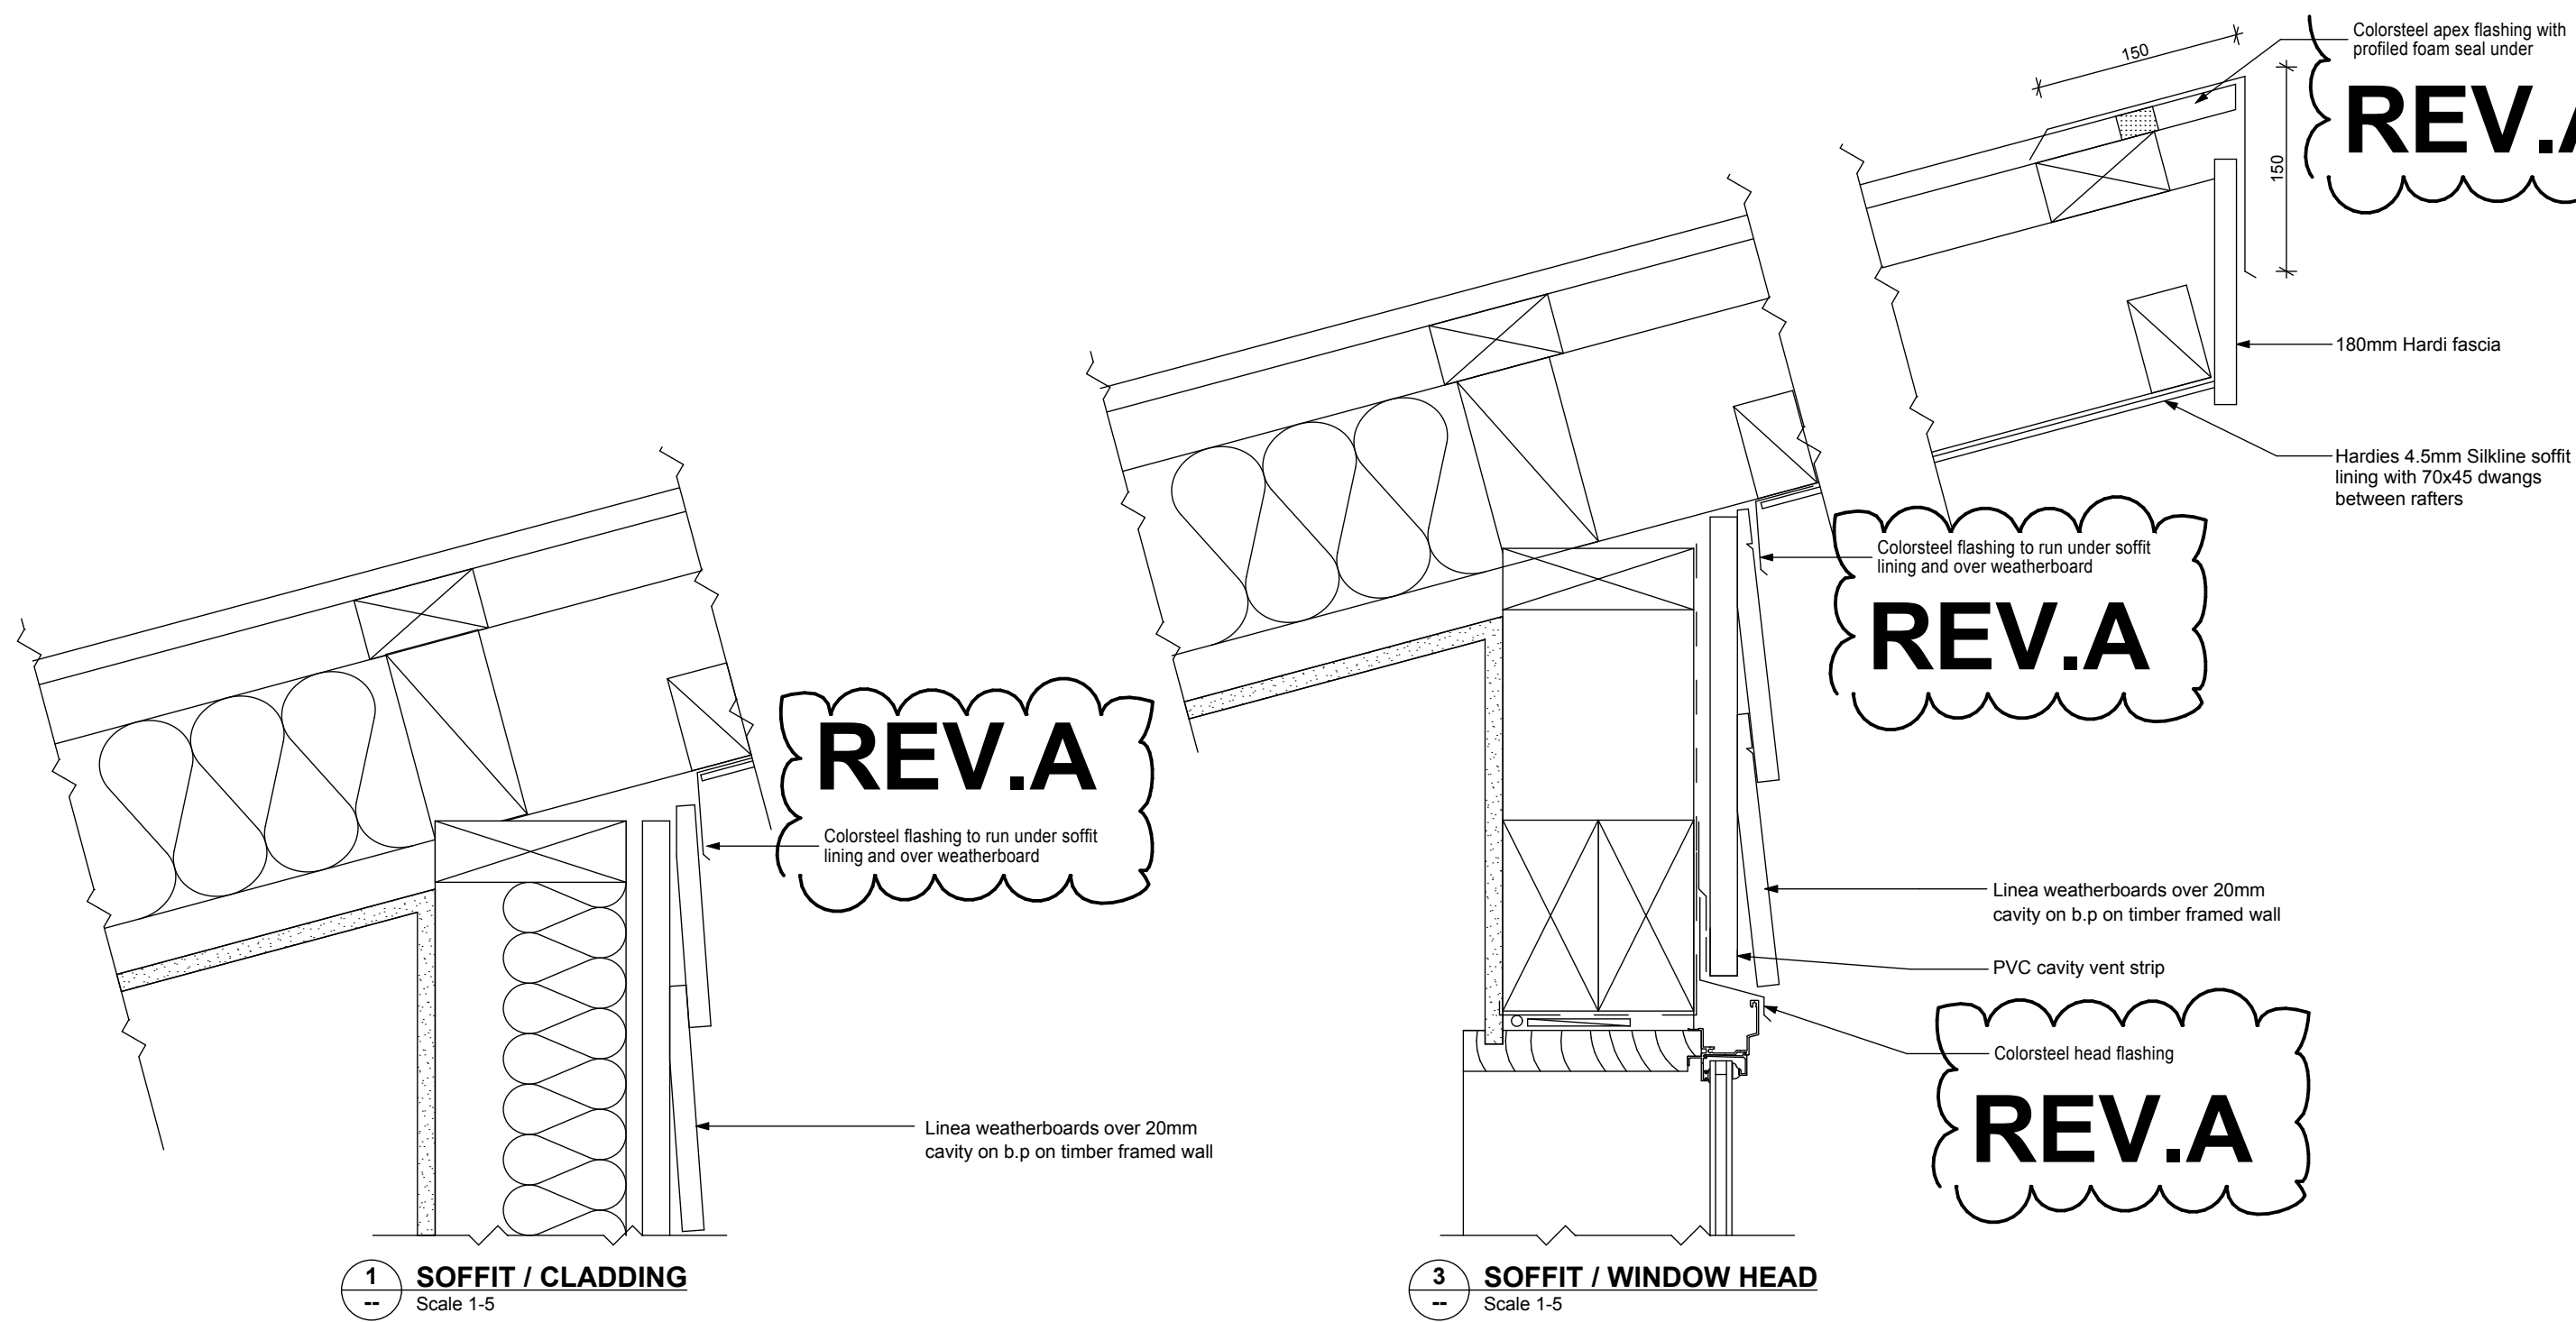 Colorsteel apex flashing with
profiled foam seal under
REV.A
150
150
180mm Hardi fascia
Hardies 4.5mm Silkline soffit
lining with 70x45 dwangs
between rafters
Colorsteel flashing to run under soffit
lining and over weatherboard
REV.A
REV.A
Colorsteel flashing to run under soffit
lining and over weatherboard
Linea weatherboards over 20mm
cavity on b.p on timber framed wall
PVC cavity vent strip
Colorsteel head flashing
REV.A
Linea weatherboards over 20mm
cavity on b.p on timber framed wall
1
--
SOFFIT / CLADDING
Scale 1-5
3
--
SOFFIT / WINDOW HEAD
Scale 1-5